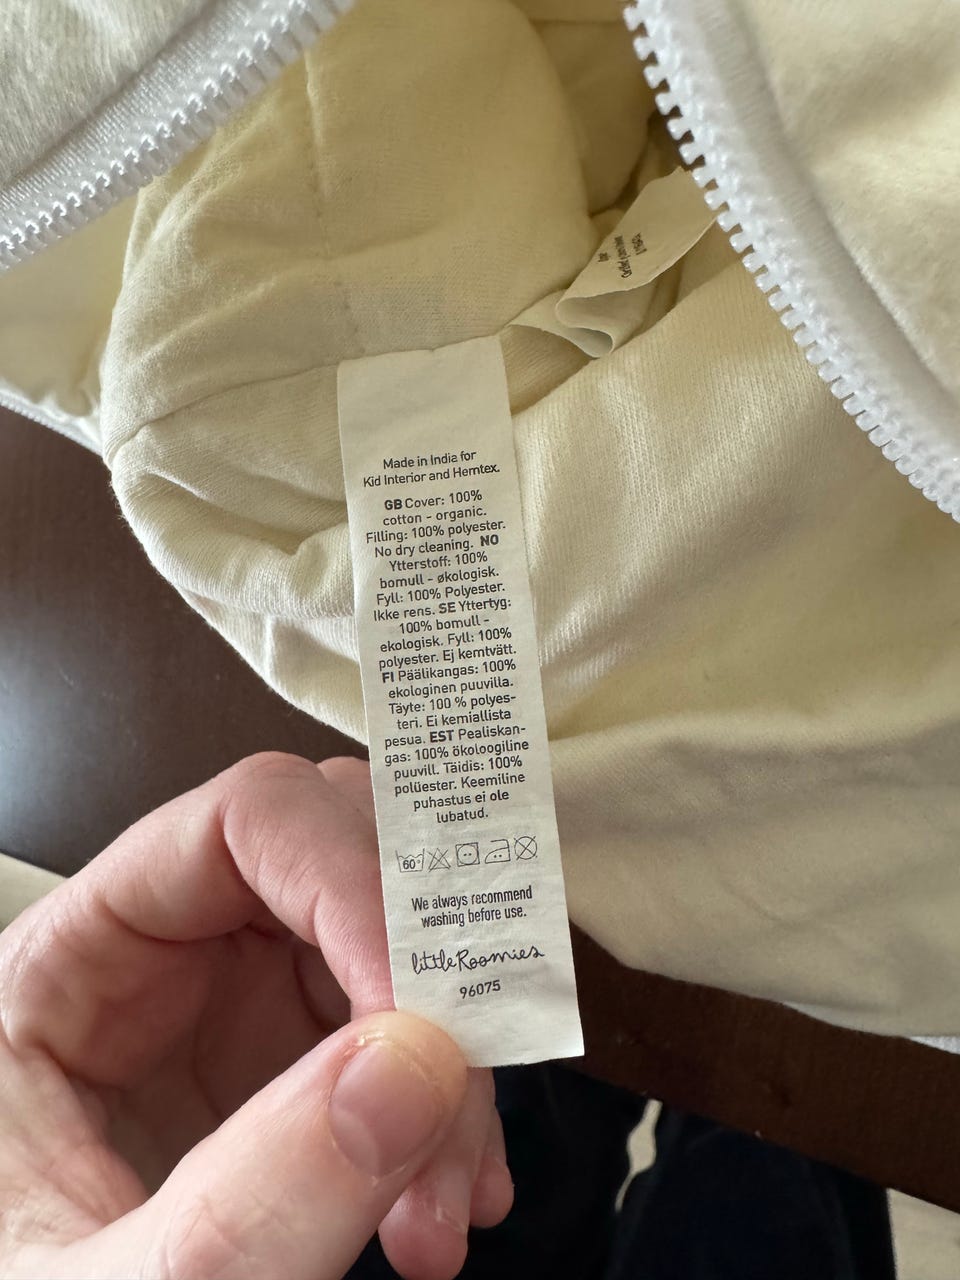 Made in India for
Kid Interior and Hemtex.
GB Cover: 100%
cotton - organic.
Filling: 100% polyester.
No dry cleaning. NO
Ytterstoff: 100%
bomull - økologisk.
Fyll: 100% Polyester.
Ikke rens. SE Yttertyg:
100% bomull -
ekologisk. Fyll: 100%
polyester. Ej kemtvätt.
FI Päälikangas: 100%
ekologinen puuvilla.
Täyte: 100 % polyes-
teri. Ei kemiallista
pesua. EST Pealiskan-
gas: 100% ökoloogiline
puuvill. Täidis: 100%
polüester. Keemiline
puhastus ei ole
lubatud.
60°
We always recommend
washing before use.
littleRoomies
96075